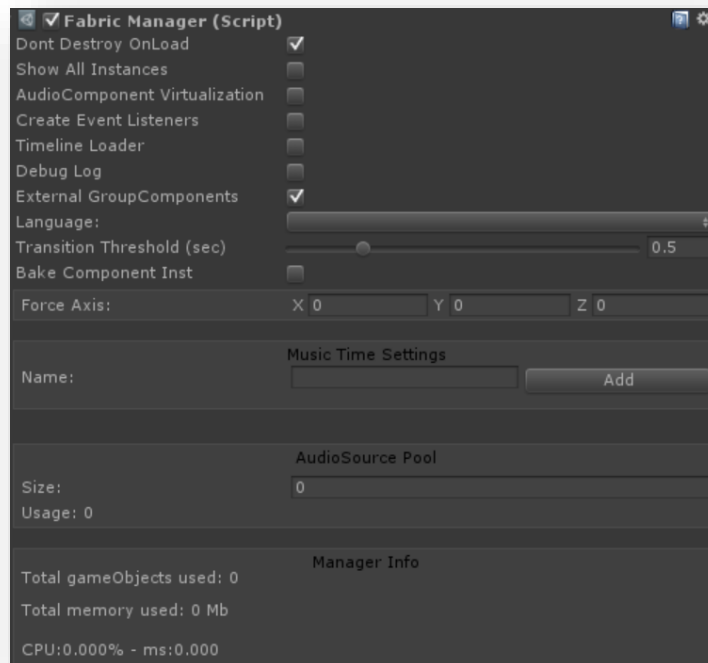 Fabric Manager (Script)
Dont Destroy OnLoad
Show All Instances
AudioComponent Virtualization
Create Event Listeners
Timeline Loader
Debug Log
External GroupComponents
Language:
Transition Threshold (sec) 0.5
Bake Component Inst
Force Axis: X 0 Y 0 Z 0
Music Time Settings
Name: Add
AudioSource Pool
Size: 0
Usage: 0
Manager Info
Total gameObjects used: 0
Total memory used: 0 Mb
CPU:0.000% - ms:0.000